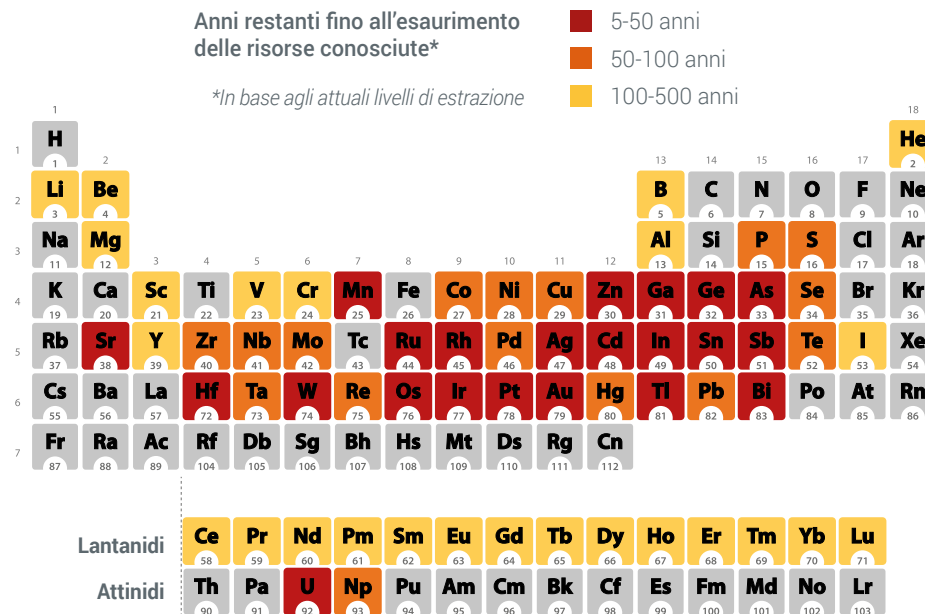 Anni restanti fino all'esaurimento
delle risorse conosciute*
*In base agli attuali livelli di estrazione
5-50 anni
50-100 anni
100-500 anni
1 18
1 H He
1 2 2 13 14 15 16 17
2 Li Be B C N O F Ne
3 4 5 6 7 8 9 10
3 Na Mg Al Si P S Cl Ar
11 12 3 4 5 6 7 8 9 10 11 12 13 14 15 16 17 18
4 K Ca Sc Ti V Cr Mn Fe Co Ni Cu Zn Ga Ge As Se Br Kr
19 20 21 22 23 24 25 26 27 28 29 30 31 32 33 34 35 36
5 Rb Sr Y Zr Nb Mo Tc Ru Rh Pd Ag Cd In Sn Sb Te I Xe
37 38 39 40 41 42 43 44 45 46 47 48 49 50 51 52 53 54
6 Cs Ba La Hf Ta W Re Os Ir Pt Au Hg Tl Pb Bi Po At Rn
55 56 57 72 73 74 75 76 77 78 79 80 81 82 83 84 85 86
7 Fr Ra Ac Rf Db Sg Bh Hs Mt Ds Rg Cn
87 88 89 104 105 106 107 108 109 110 111 112
Lantanidi Ce Pr Nd Pm Sm Eu Gd Tb Dy Ho Er Tm Yb Lu
58 59 60 61 62 63 64 65 66 67 68 69 70 71
Attinidi Th Pa U Np Pu Am Cm Bk Cf Es Fm Md No Lr
90 91 92 93 94 95 96 97 98 99 100 101 102 103